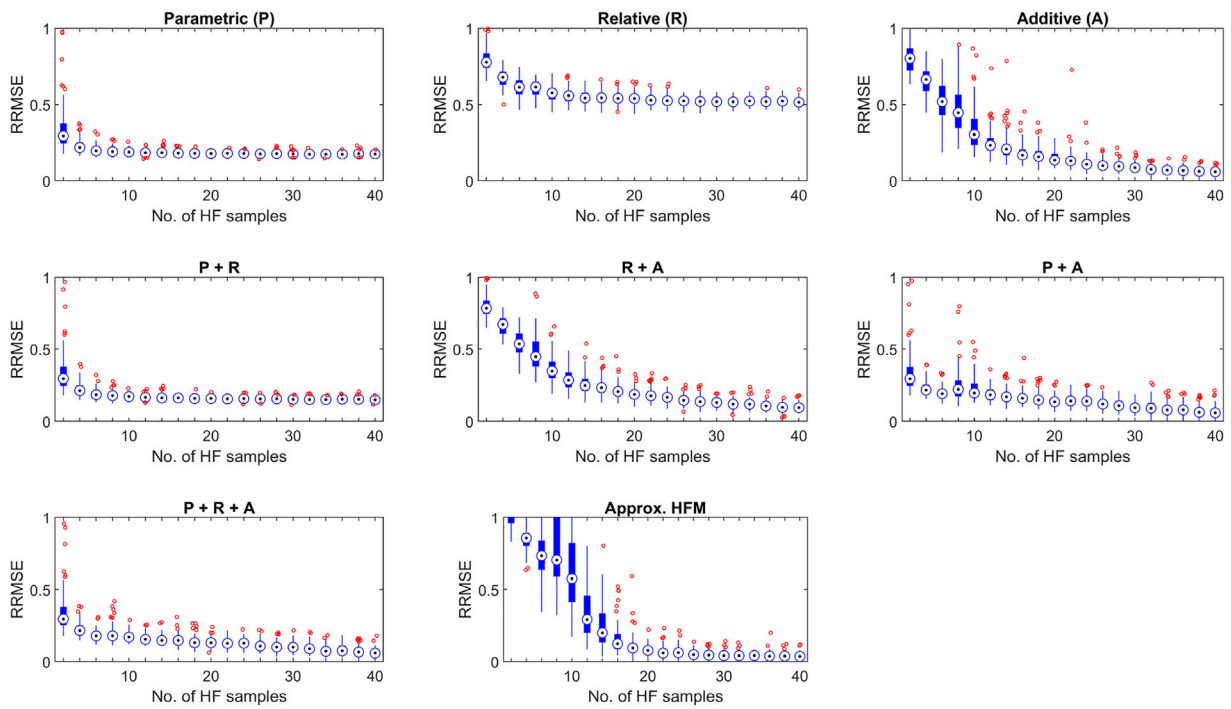 Parametric (P)
Relative (R)
Additive (A)
1
0.5
0
RRMSE
10
20
30
40
No. of HF samples
1
0.5
0
RRMSE
10
20
30
40
No. of HF samples
1
0.5
0
RRMSE
10
20
30
40
No. of HF samples
P + R
R + A
P + A
1
0.5
0
RRMSE
10
20
30
40
No. of HF samples
1
0.5
0
RRMSE
10
20
30
40
No. of HF samples
1
0.5
0
RRMSE
10
20
30
40
No. of HF samples
P + R + A
Approx. HFM
1
0.5
0
RRMSE
10
20
30
40
No. of HF samples
1
0.5
0
RRMSE
10
20
30
40
No. of HF samples